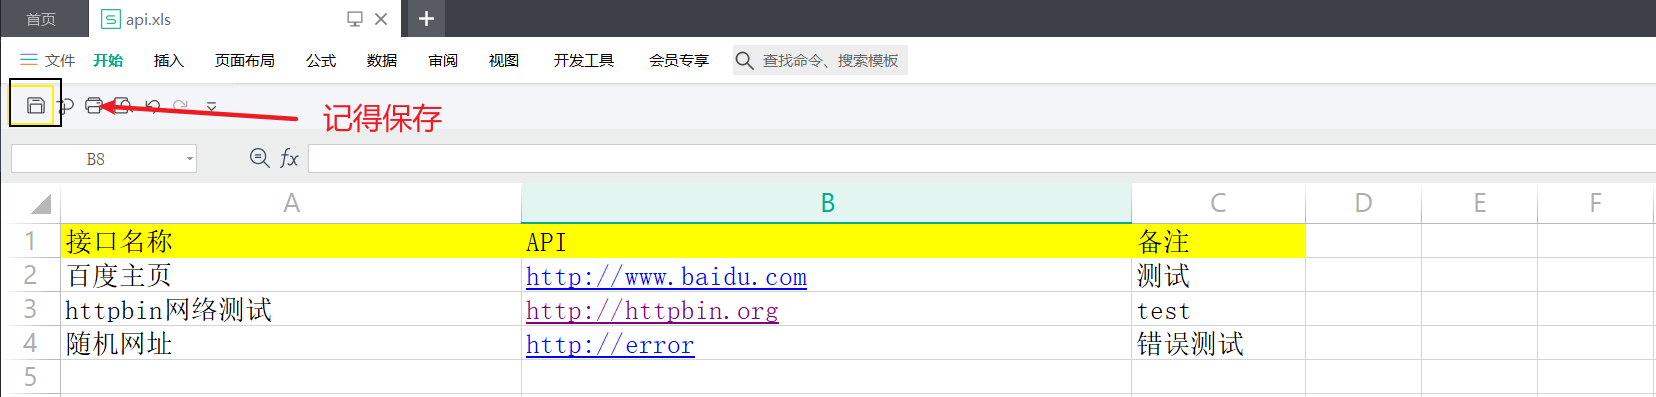 首页 api.xls
文件 开始 插入 页面布局 公式 数据 审阅 视图 开发工具 会员专享 查找命令、搜索模板
记得保存
B8 fx
A B C D E F
1 接口名称 API 备注
2 百度主页 http://www.baidu.com 测试
3 httpbin网络测试 http://httpbin.org test
4 随机网址 http://error 错误测试
5